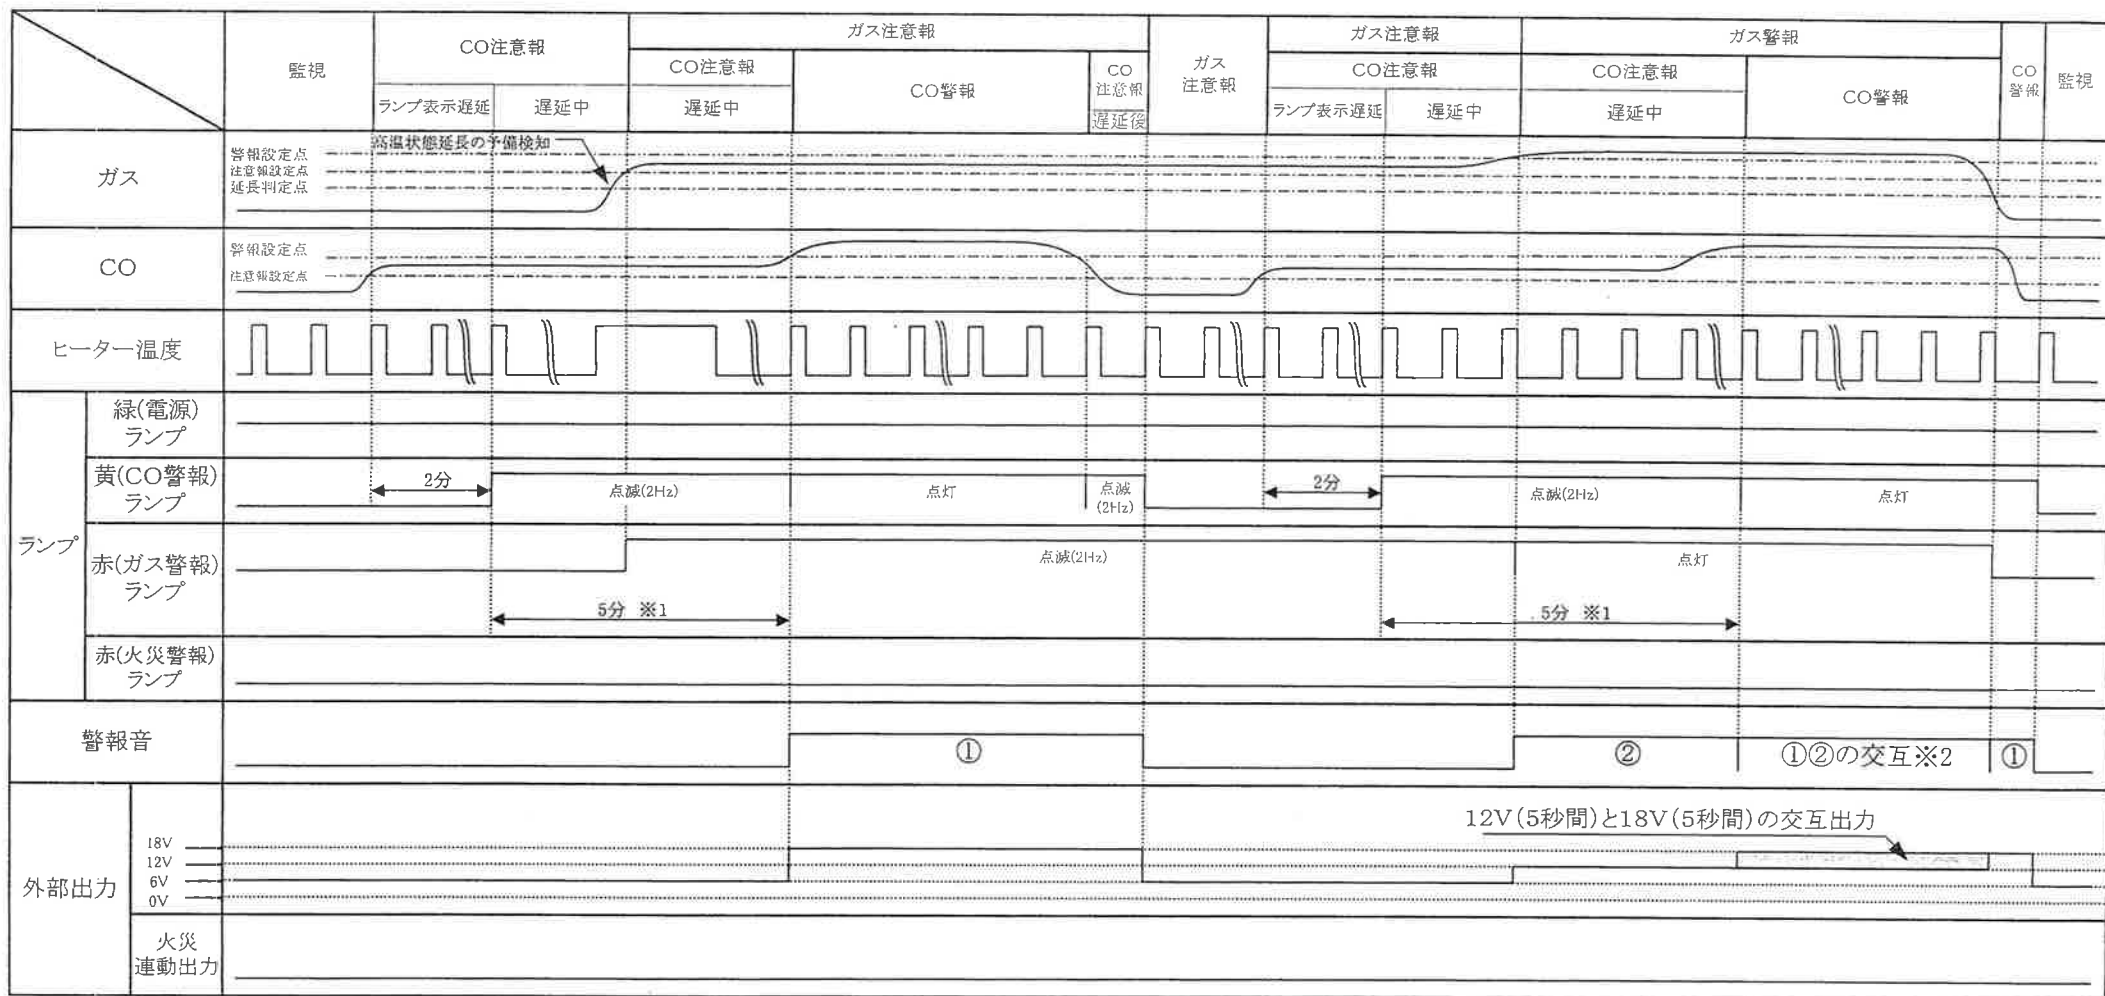 監視
CO注意報
ランプ表示遅延
遅延中
ガス注意報
CO注意報
遅延中
CO警報
CO
注意報
遅延後
ガス
注意報
ガス注意報
CO注意報
ランプ表示遅延
遅延中
ガス警報
CO注意報
遅延中
CO警報
CO
警報
監視
ガス
警報設定点
注意報設定点
延長判定点
高温状態延長の予備検知
CO
警報設定点
注意報設定点
ヒーター温度
ランプ
緑(電源)
ランプ
黄(CO警報)
ランプ
2分
点滅(2Hz)
点灯
点滅
(2Hz)
2分
点滅(2Hz)
点灯
赤(ガス警報)
ランプ
点滅(2Hz)
点灯
5分 ※1
5分 ※1
赤(火災警報)
ランプ
警報音
①
②
①②の交互※2
①
外部出力
18V
12V
6V
0V
12V(5秒間)と18V(5秒間)の交互出力
火災
連動出力